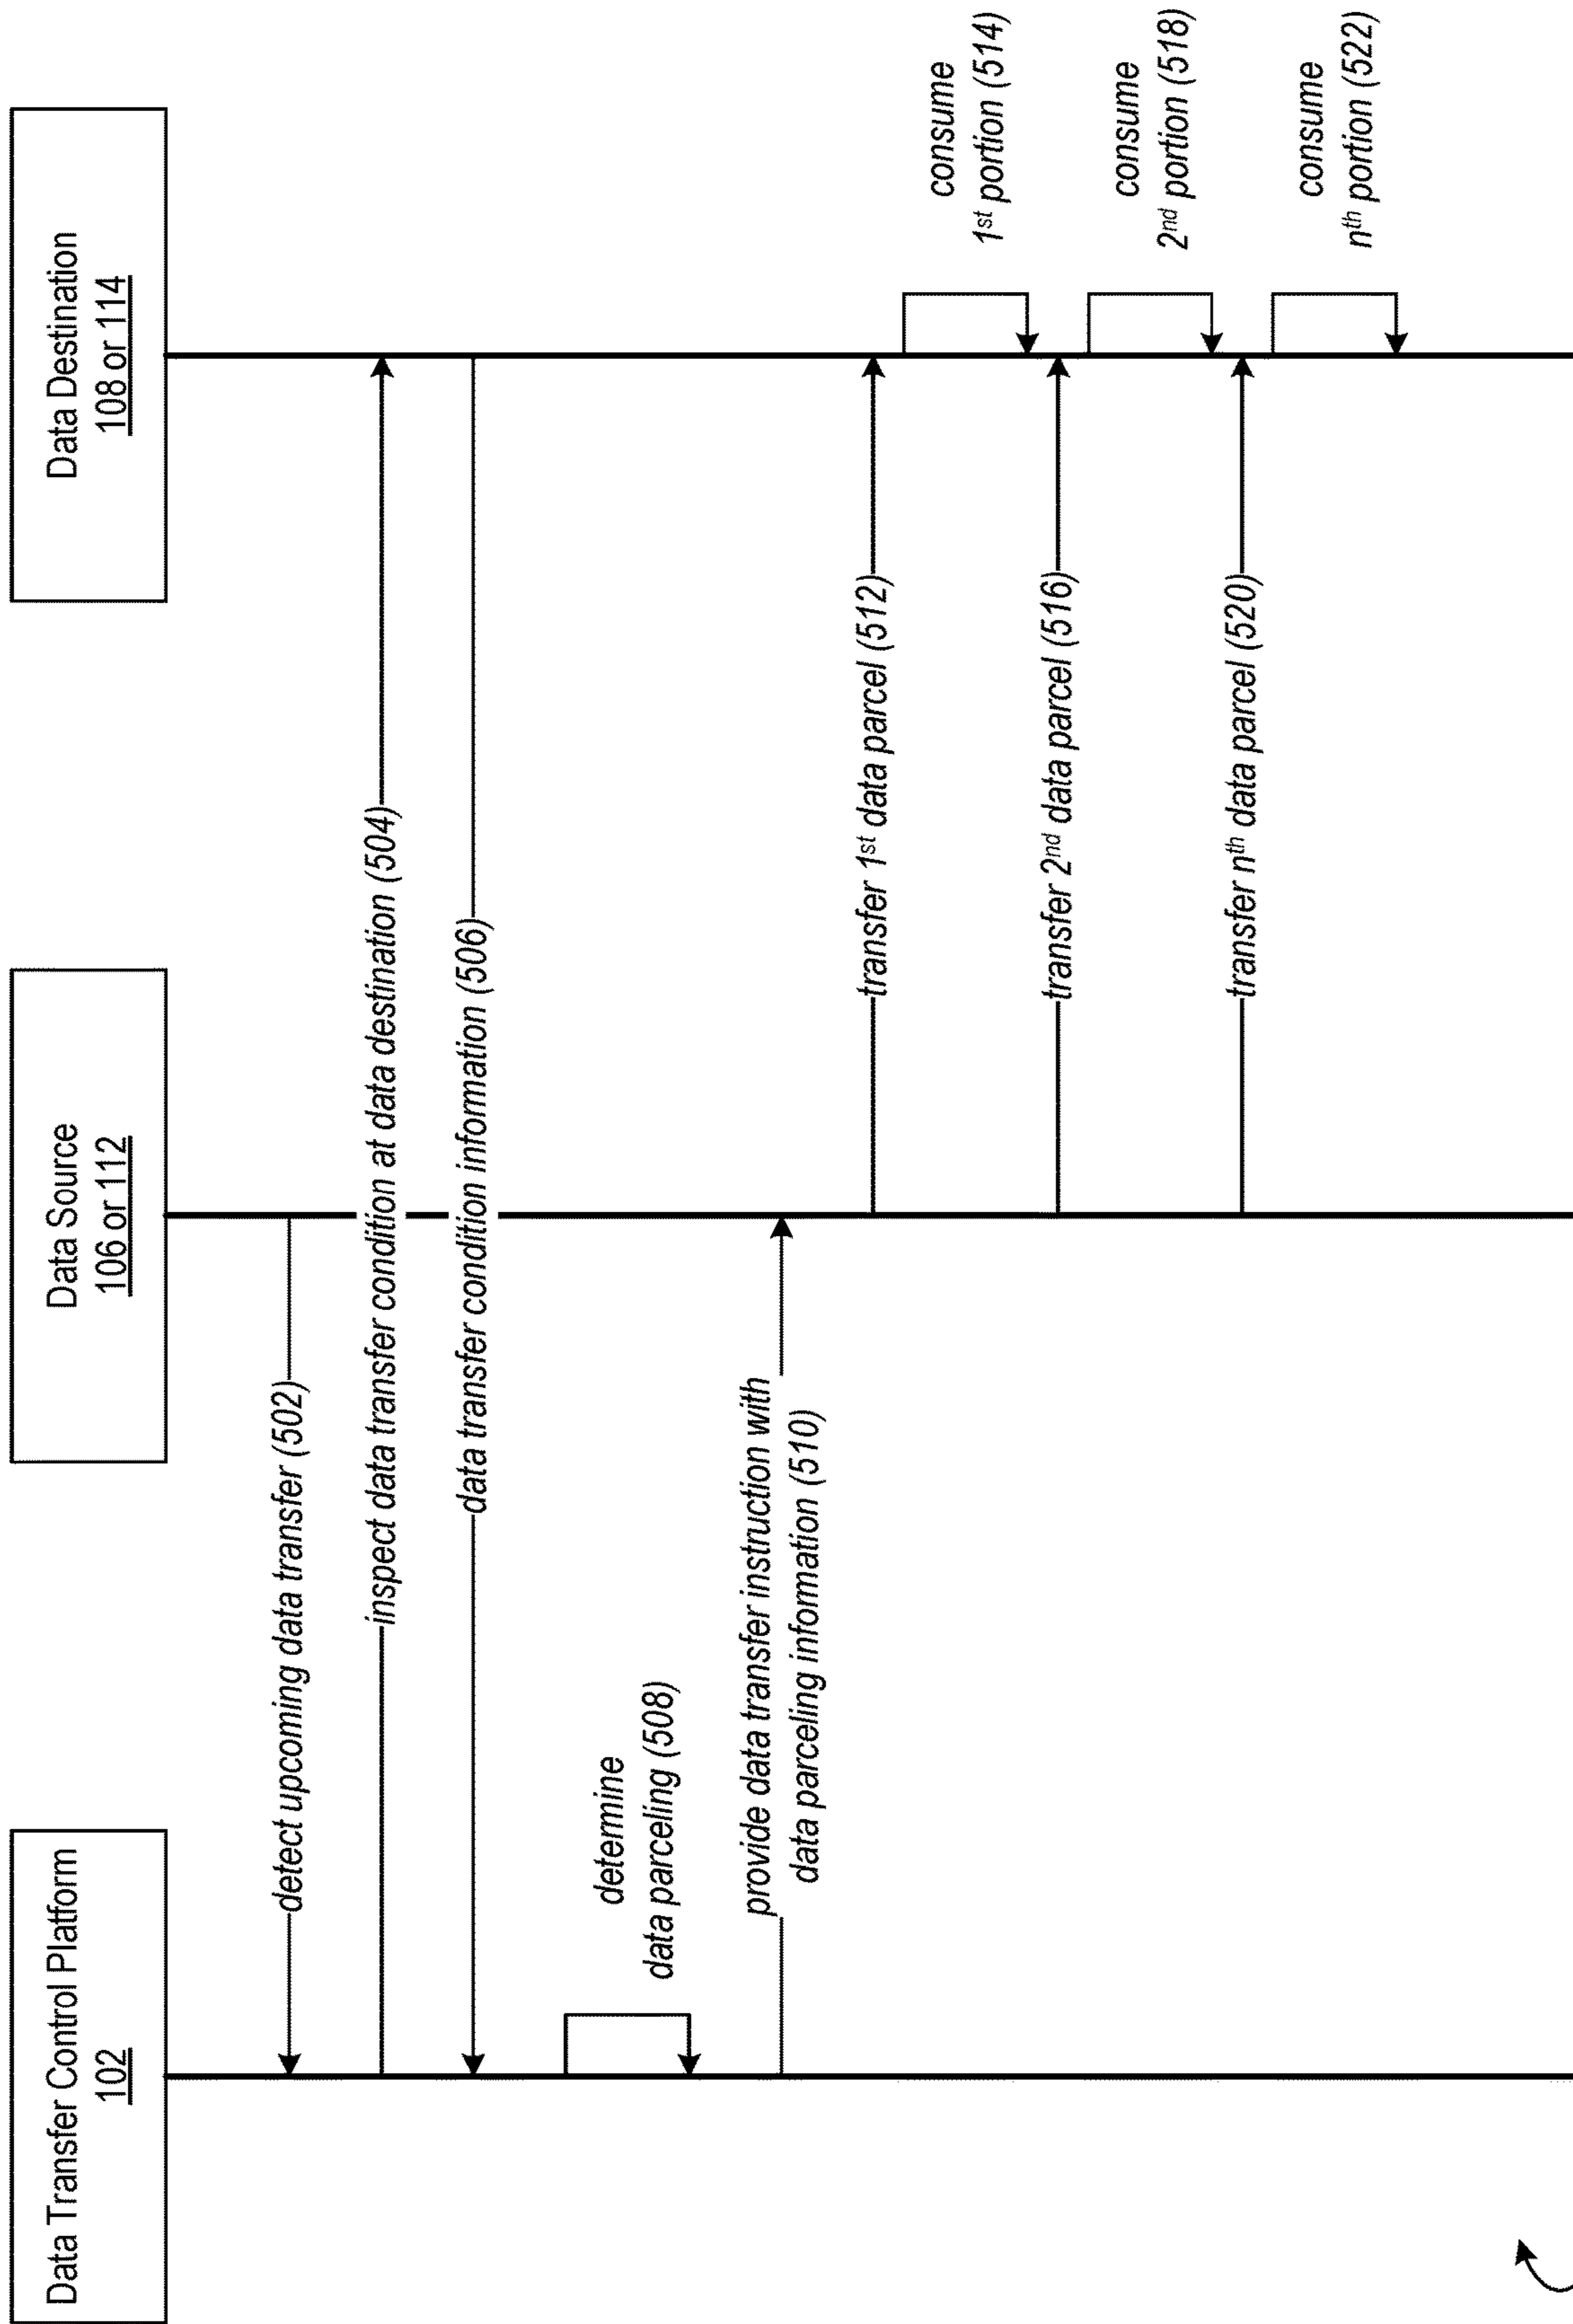 Data Transfer Control Platform
102
Data Source
106 or 112
Data Destination
108 or 114
detect upcoming data transfer (502)
inspect data transfer condition at data destination (504)
data transfer condition information (506)
determine
data parceling (508)
provide data transfer instruction with
data parceling information (510)
transfer 1st data parcel (512)
consume
1st portion (514)
transfer 2nd data parcel (516)
consume
2nd portion (518)
transfer nth data parcel (520)
consume
nth portion (522)